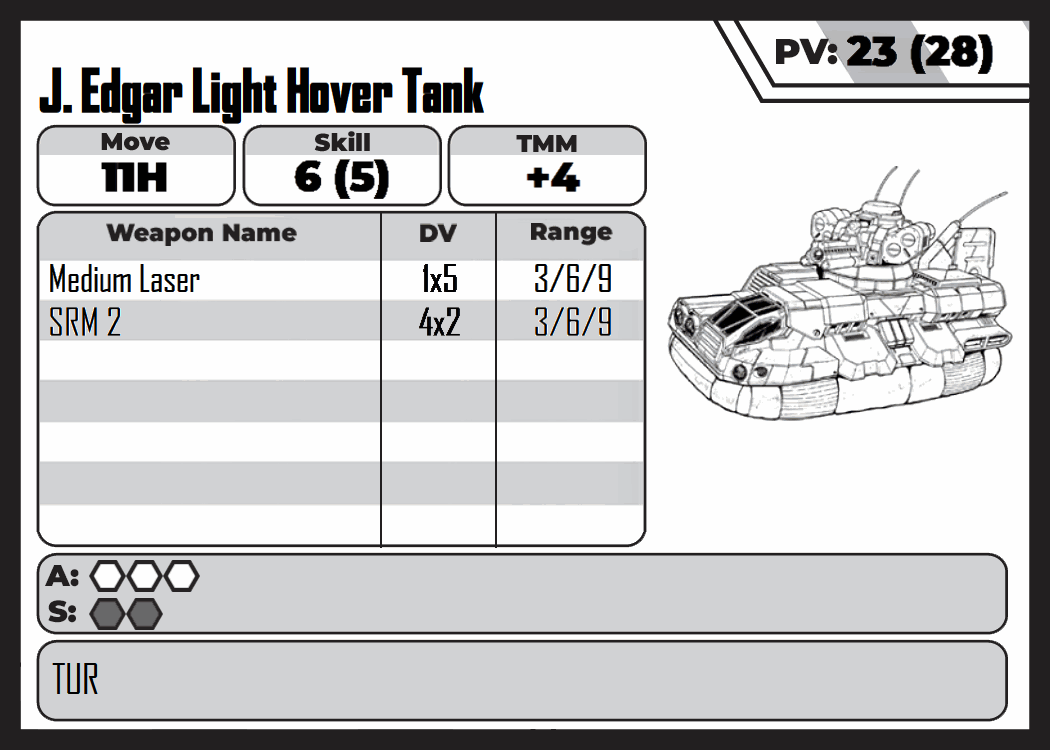 PV: 23 (28)
J. Edgar Light Hover Tank
Move Skill TMM
11H 6 (5) +4
Weapon Name DV Range
Medium Laser 1x5 3/6/9
SRM 2 4x2 3/6/9
A:
S:
TUR